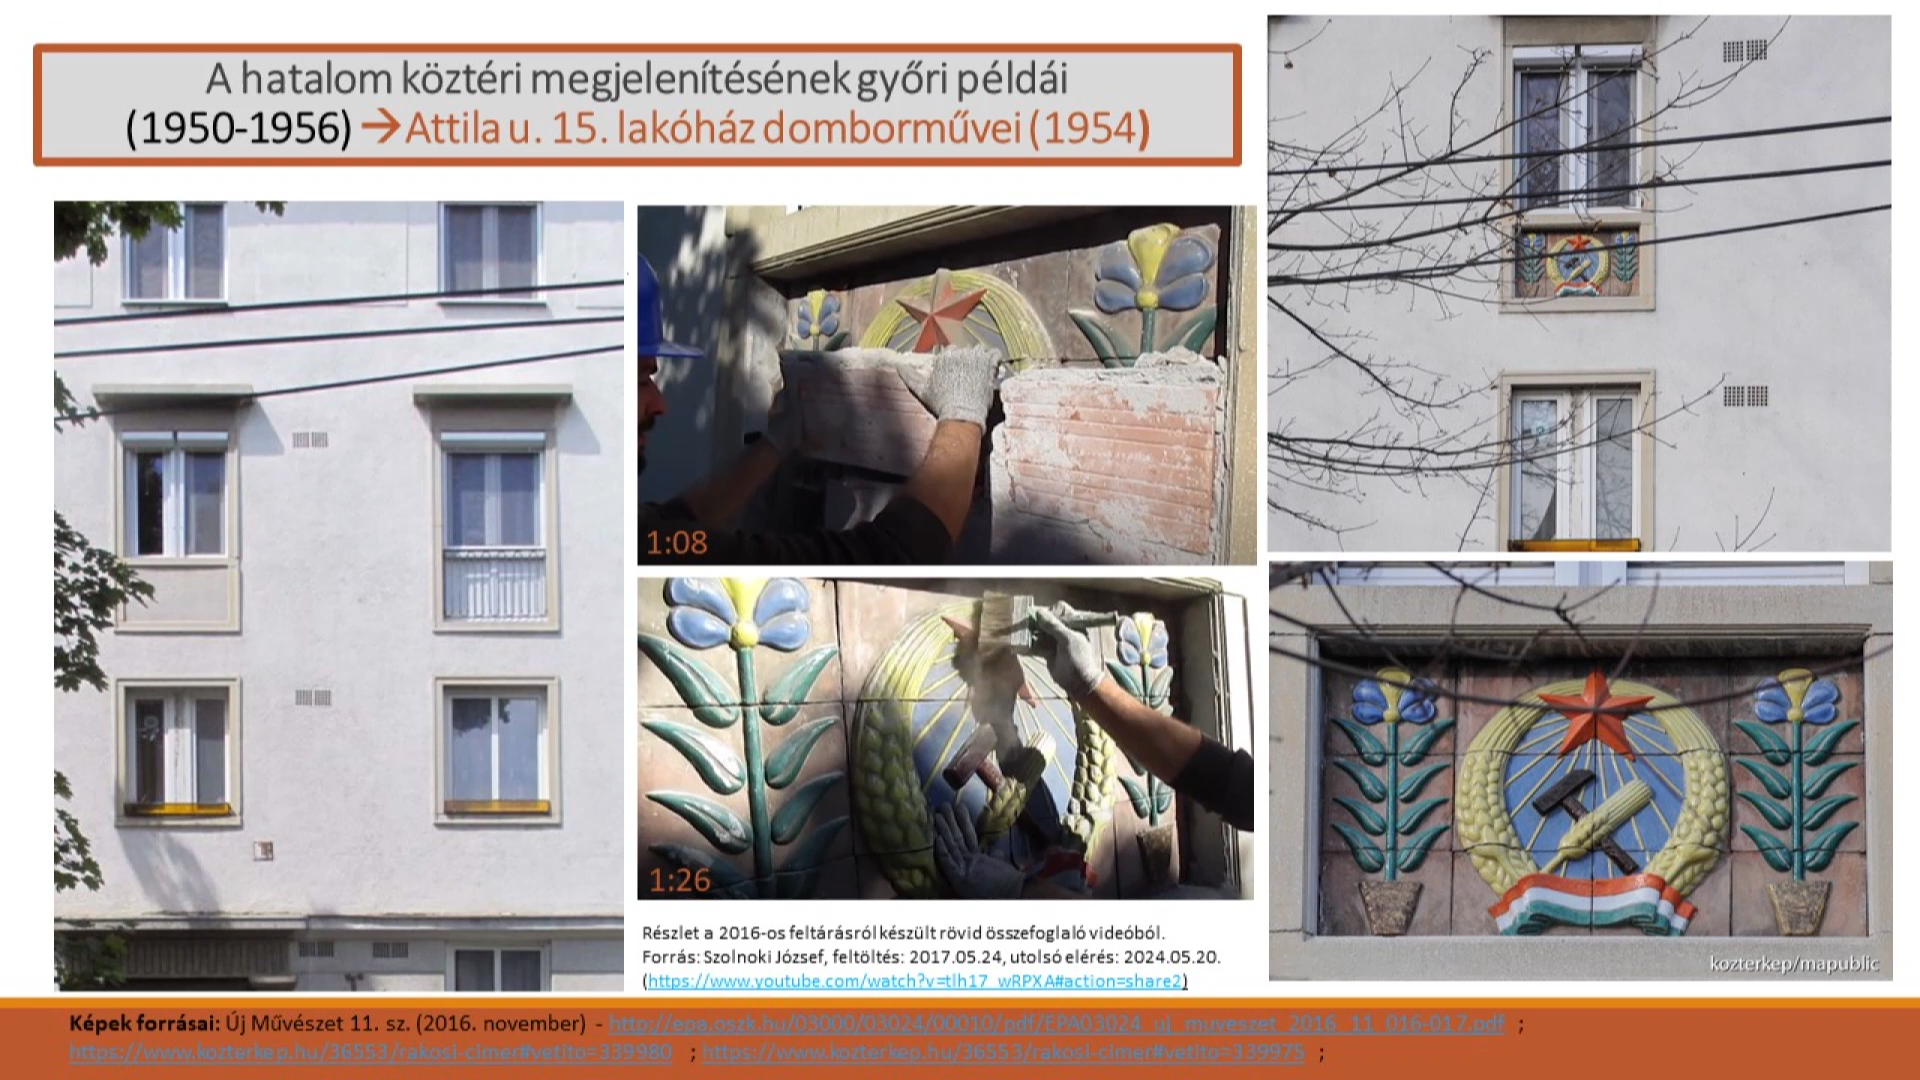 A hatalom köztéri megjelenítésének győri példái
(1950-1956) →Attila u. 15. lakóház domborművei (1954)
1:08
1:26
Részlet a 2016-os feltárásról készült rövid összefoglaló videóból.
Forrás: Szolnoki József, feltöltés: 2017.05.24, utolsó elérés: 2024.05.20.
(https://www.youtube.com/watch?v=tlh17_wRPXA#action=share2)
kozterkep/mapublic
Képek forrásai: Új Művészet 11. sz. (2016. november) - http://epa.oszk.hu/03000/03024/00010/pdf/EPA03024_uj_muveszet_2016_11_016-017.pdf ;
https://www.kozterkep.hu/36553/rakosi-cimer#vetito=339980 ; https://www.kozterkep.hu/36553/rakosi-cimer#vetito=339975 ;